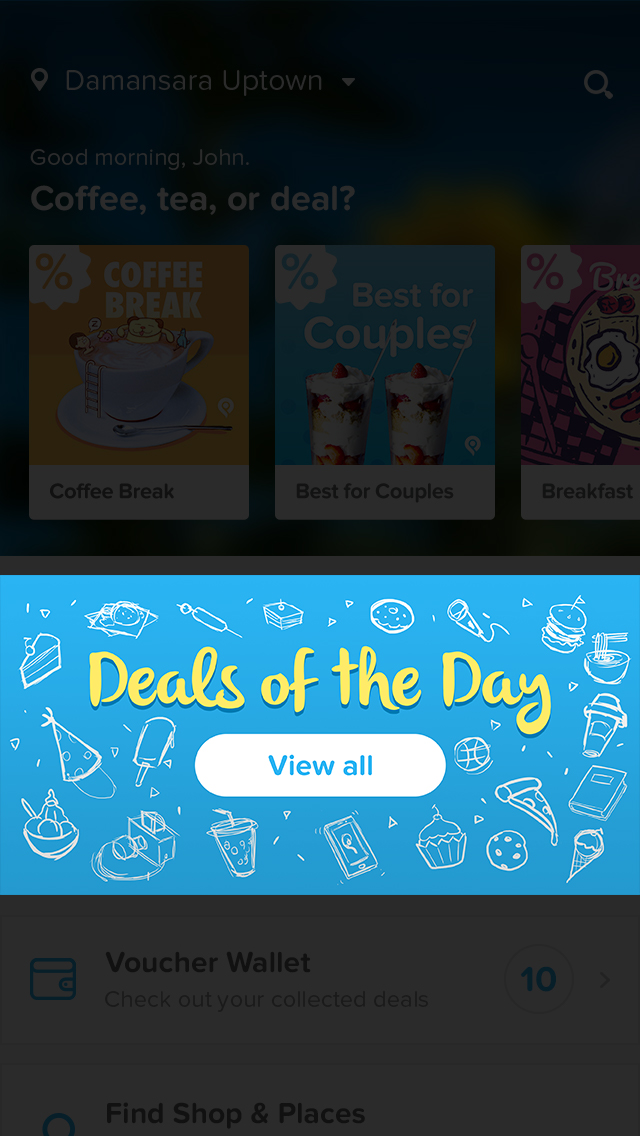 Damansara Uptown
Good morning, John.
Coffee, tea, or deal?
%
COFFEE
BREAK
Coffee Break
%
Best for
Couples
Best for Couples
%
Bre
Breakfast
Deals of the Day
View all
Voucher Wallet
Check out your collected deals
10
Find Shop & Places